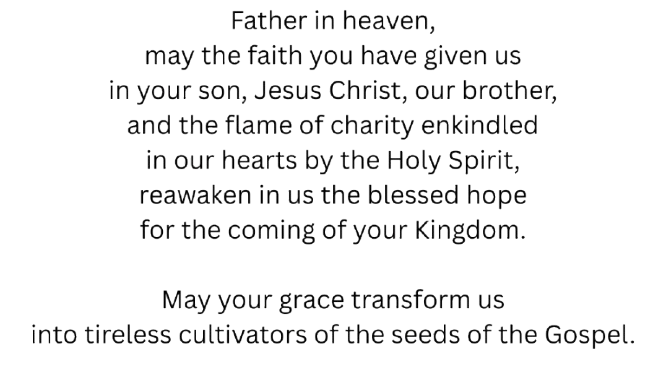 Father in heaven,
may the faith you have given us
in your son, Jesus Christ, our brother,
and the flame of charity enkindled
in our hearts by the Holy Spirit,
reawaken in us the blessed hope
for the coming of your Kingdom.

May your grace transform us
into tireless cultivators of the seeds of the Gospel.